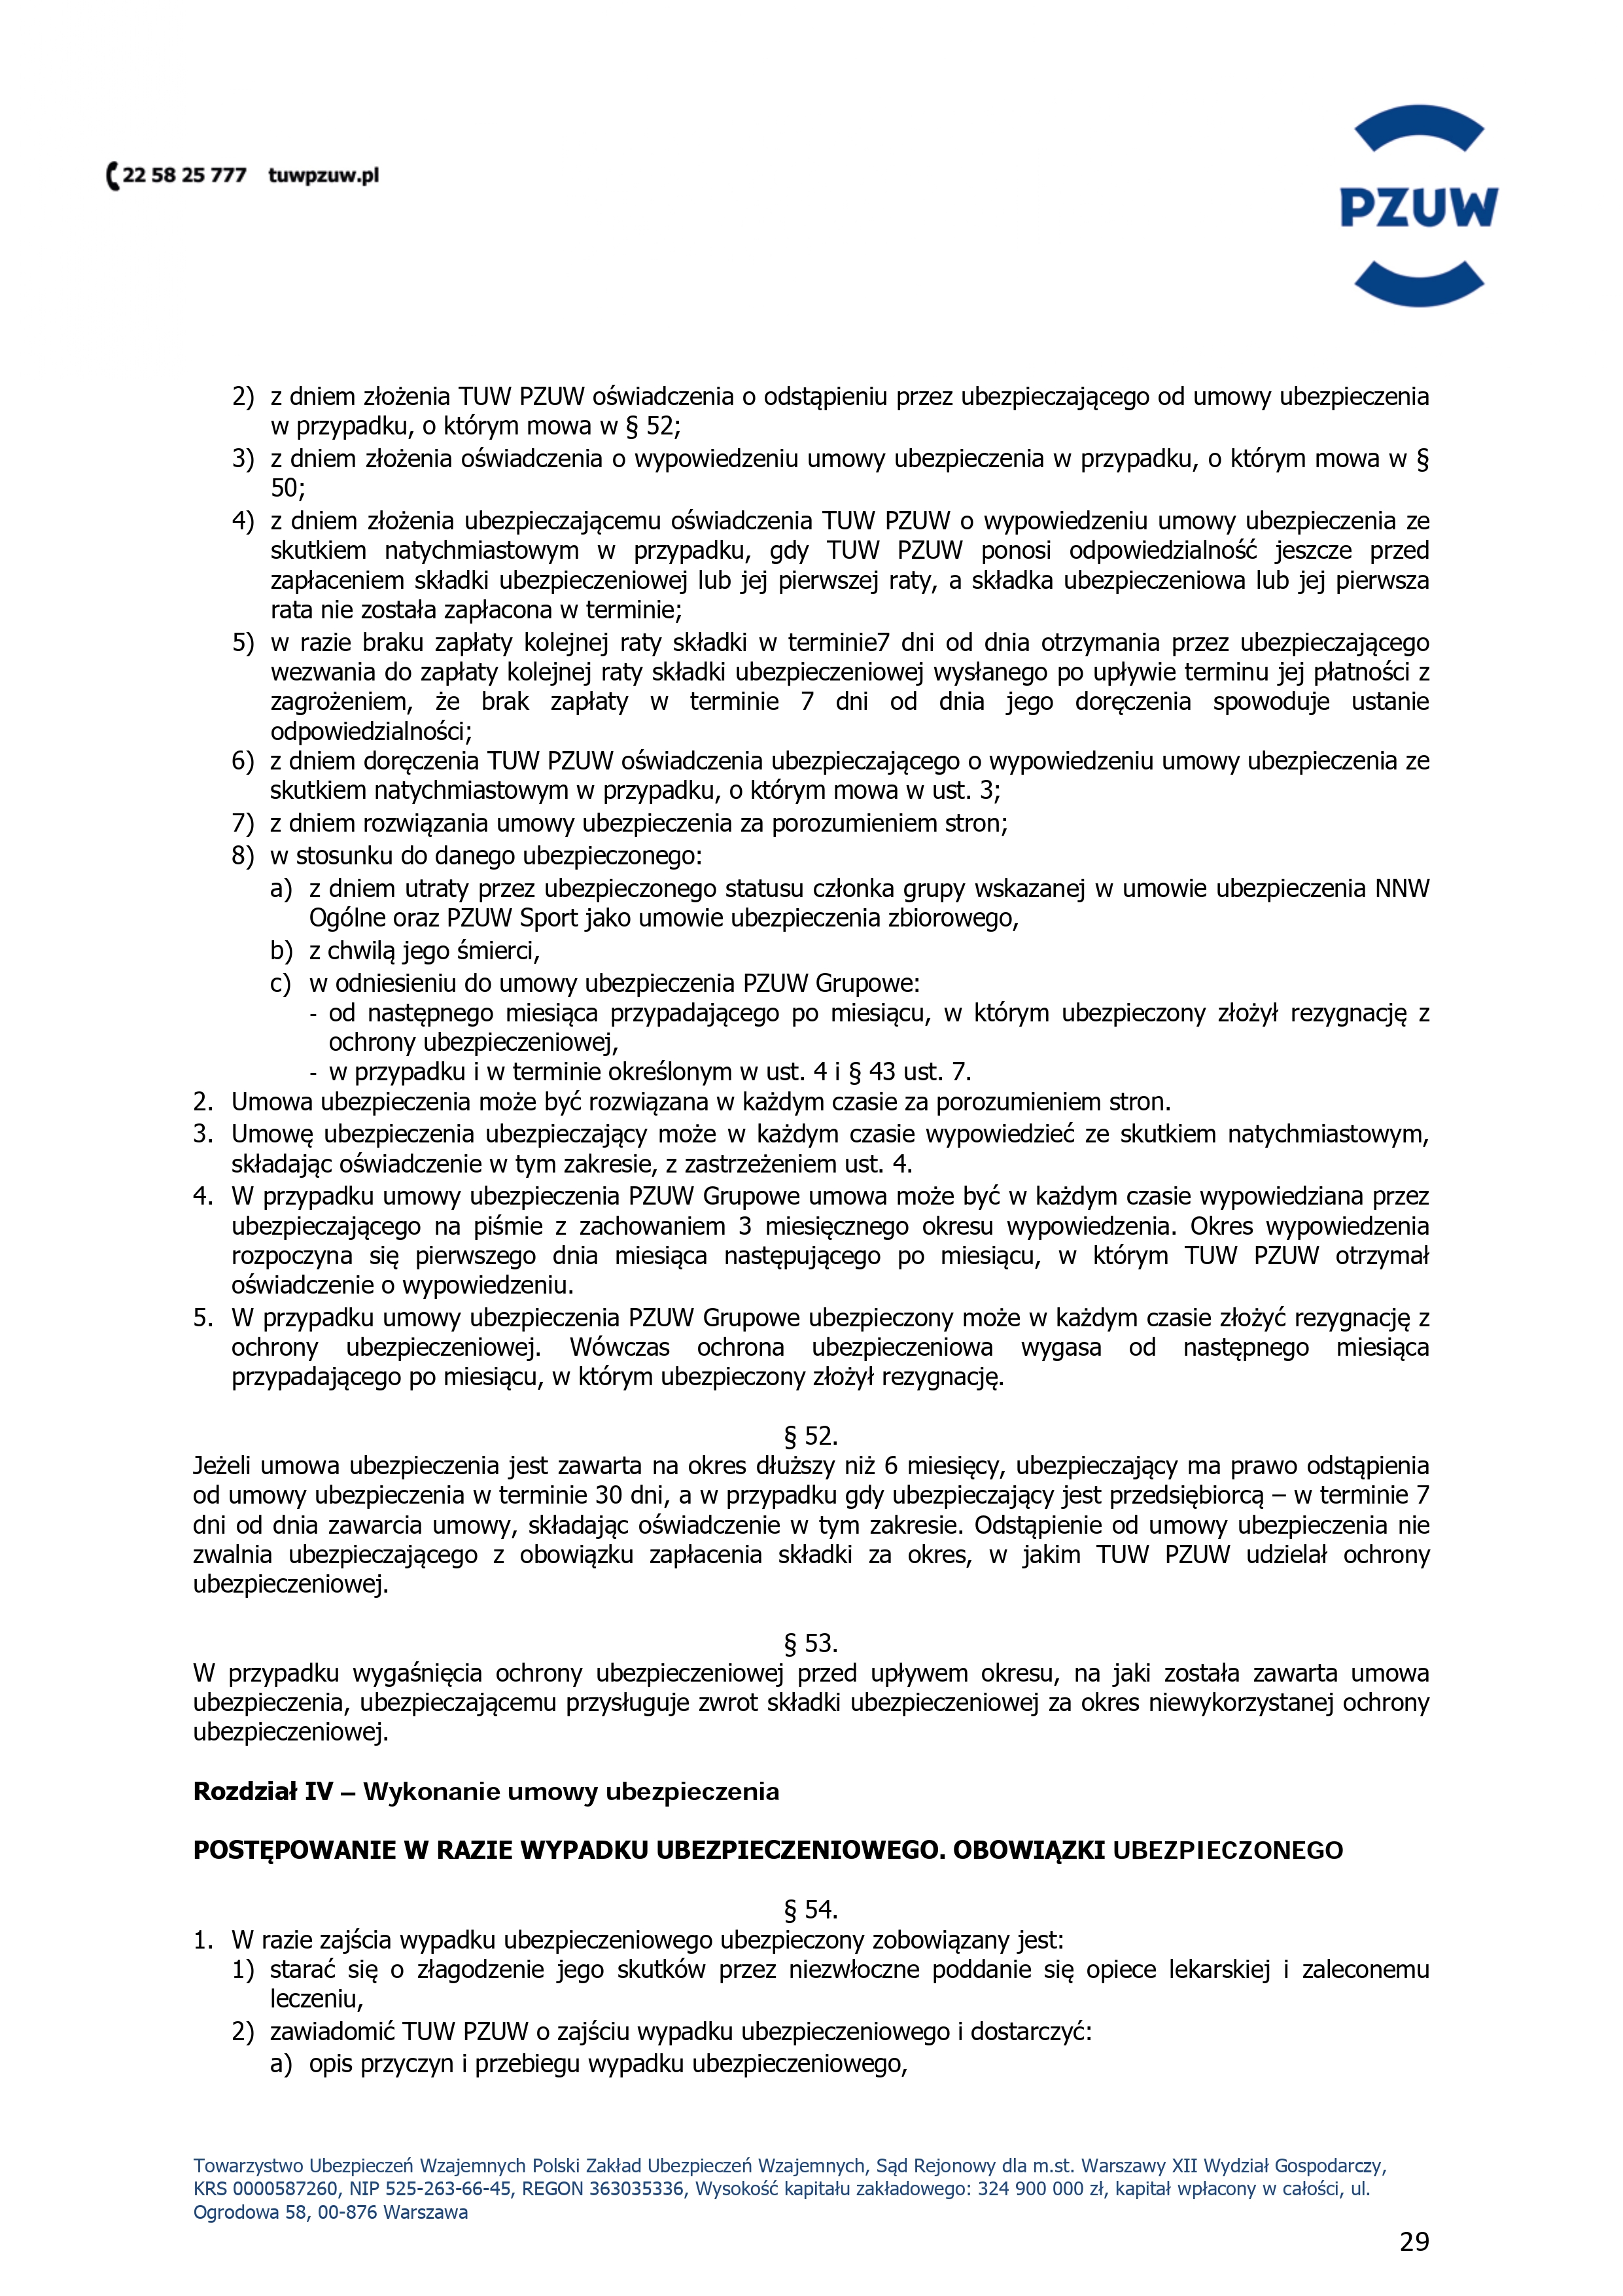 22 58 25 777 tuwpzuw.pl
PZUW
2) z dniem złożenia TUW PZUW oświadczenia o odstąpieniu przez ubezpieczającego od umowy ubezpieczenia
w przypadku, o którym mowa w § 52;
3) z dniem złożenia oświadczenia o wypowiedzeniu umowy ubezpieczenia w przypadku, o którym mowa w §
50;
4) z dniem złożenia ubezpieczającemu oświadczenia TUW PZUW o wypowiedzeniu umowy ubezpieczenia ze
skutkiem natychmiastowym w przypadku, gdy TUW PZUW ponosi odpowiedzialność jeszcze przed
zapłaceniem składki ubezpieczeniowej lub jej pierwszej raty, a składka ubezpieczeniowa lub jej pierwsza
rata nie została zapłacona w terminie;
5) w razie braku zapłaty kolejnej raty składki w terminie7 dni od dnia otrzymania przez ubezpieczającego
wezwania do zapłaty kolejnej raty składki ubezpieczeniowej wysłanego po upływie terminu jej płatności z
zagrożeniem, że brak zapłaty w terminie 7 dni od dnia jego doręczenia spowoduje ustanie
odpowiedzialności;
6) z dniem doręczenia TUW PZUW oświadczenia ubezpieczającego o wypowiedzeniu umowy ubezpieczenia ze
skutkiem natychmiastowym w przypadku, o którym mowa w ust. 3;
7) z dniem rozwiązania umowy ubezpieczenia za porozumieniem stron;
8) w stosunku do danego ubezpieczonego:
a) z dniem utraty przez ubezpieczonego statusu członka grupy wskazanej w umowie ubezpieczenia NNW
Ogólne oraz PZUW Sport jako umowie ubezpieczenia zbiorowego,
b) z chwilą jego śmierci,
c) w odniesieniu do umowy ubezpieczenia PZUW Grupowe:
- od następnego miesiąca przypadającego po miesiącu, w którym ubezpieczony złożył rezygnację z
ochrony ubezpieczeniowej,
- w przypadku i w terminie określonym w ust. 4 i § 43 ust. 7.
2. Umowa ubezpieczenia może być rozwiązana w każdym czasie za porozumieniem stron.
3. Umowę ubezpieczenia ubezpieczający może w każdym czasie wypowiedzieć ze skutkiem natychmiastowym,
składając oświadczenie w tym zakresie, z zastrzeżeniem ust. 4.
4. W przypadku umowy ubezpieczenia PZUW Grupowe umowa może być w każdym czasie wypowiedziana przez
ubezpieczającego na piśmie z zachowaniem 3 miesięcznego okresu wypowiedzenia. Okres wypowiedzenia
rozpoczyna się pierwszego dnia miesiąca następującego po miesiącu, w którym TUW PZUW otrzymał
oświadczenie o wypowiedzeniu.
5. W przypadku umowy ubezpieczenia PZUW Grupowe ubezpieczony może w każdym czasie złożyć rezygnację z
ochrony ubezpieczeniowej. Wówczas ochrona ubezpieczeniowa wygasa od następnego miesiąca
przypadającego po miesiącu, w którym ubezpieczony złożył rezygnację.
§ 52.
Jeżeli umowa ubezpieczenia jest zawarta na okres dłuższy niż 6 miesięcy, ubezpieczający ma prawo odstąpienia
od umowy ubezpieczenia w terminie 30 dni, a w przypadku gdy ubezpieczający jest przedsiębiorcą – w terminie 7
dni od dnia zawarcia umowy, składając oświadczenie w tym zakresie. Odstąpienie od umowy ubezpieczenia nie
zwalnia ubezpieczającego z obowiązku zapłacenia składki za okres, w jakim TUW PZUW udzielał ochrony
ubezpieczeniowej.
§ 53.
W przypadku wygaśnięcia ochrony ubezpieczeniowej przed upływem okresu, na jaki została zawarta umowa
ubezpieczenia, ubezpieczającemu przysługuje zwrot składki ubezpieczeniowej za okres niewykorzystanej ochrony
ubezpieczeniowej.
Rozdział IV – Wykonanie umowy ubezpieczenia
POSTĘPOWANIE W RAZIE WYPADKU UBEZPIECZENIOWEGO. OBOWIĄZKI UBEZPIECZONEGO
§ 54.
1. W razie zajścia wypadku ubezpieczeniowego ubezpieczony zobowiązany jest:
1) starać się o złagodzenie jego skutków przez niezwłoczne poddanie się opiece lekarskiej i zaleconemu
leczeniu,
2) zawiadomić TUW PZUW o zajściu wypadku ubezpieczeniowego i dostarczyć:
a) opis przyczyn i przebiegu wypadku ubezpieczeniowego,
Towarzystwo Ubezpieczeń Wzajemnych Polski Zakład Ubezpieczeń Wzajemnych, Sąd Rejonowy dla m.st. Warszawy XII Wydział Gospodarczy,
KRS 0000587260, NIP 525-263-66-45, REGON 363035336, Wysokość kapitału zakładowego: 324 900 000 zł, kapitał wpłacony w całości, ul.
Ogrodowa 58, 00-876 Warszawa
29